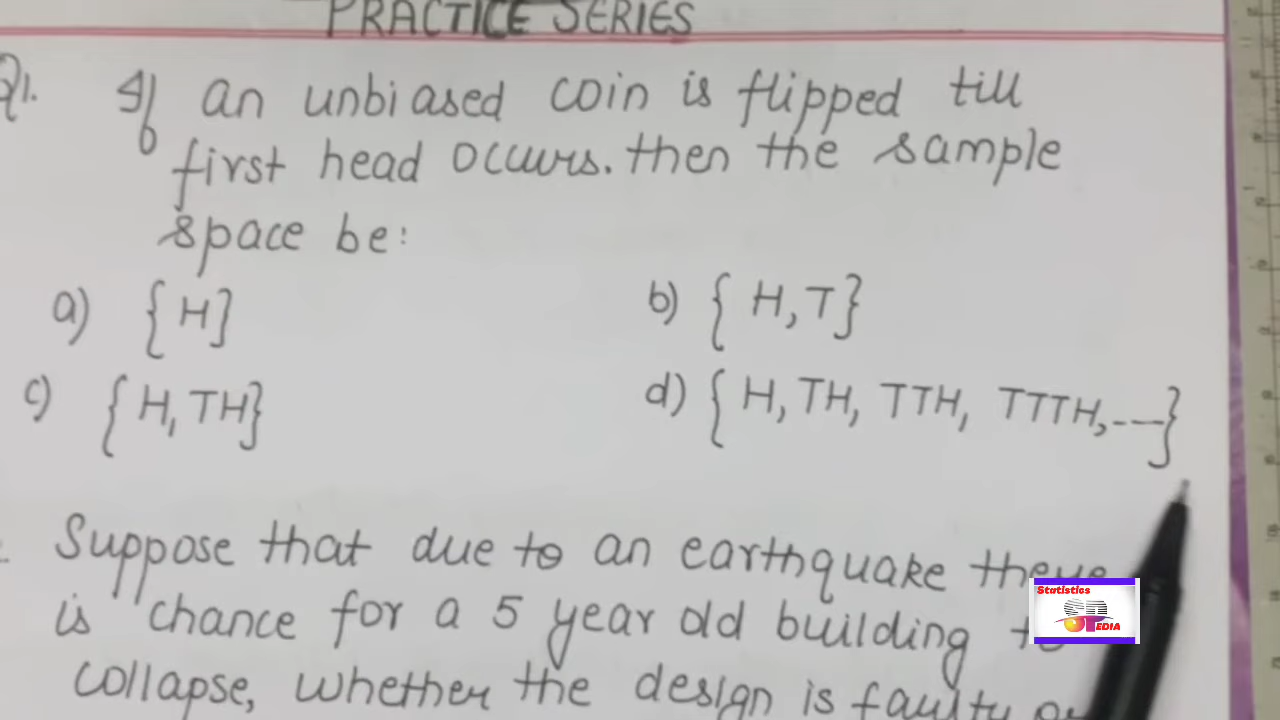 PRACTICE SERIES
Q1. If an unbiased coin is flipped till
first head occurs. then the sample
space be:
a) {H} b) {H, T}
c) {H, TH} d) {H, TH, TTH, TTTH, ----}
Suppose that due to an earthquake there
is chance for a 5 year old building
collapse, whether the design is faulty or
Statistics
PEDIA